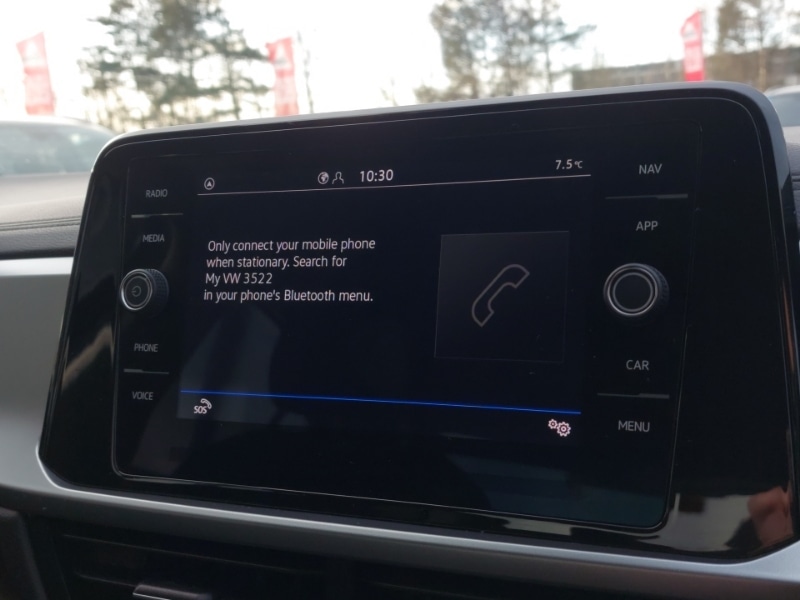 10:30
7.5°C
RADIO
MEDIA
PHONE
VOICE
Only connect your mobile phone
when stationary. Search for
My VW 3522
in your phone's Bluetooth menu.
SOS
NAV
APP
CAR
MENU